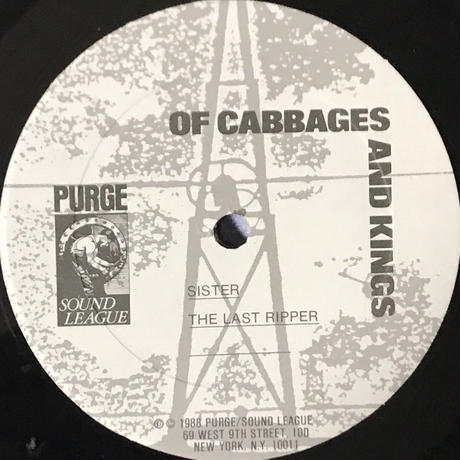 OF CABBAGES
AND KINGS
PURGE
SOUND
LEAGUE
SISTER
THE LAST RIPPER
℗ © 1988 PURGE/SOUND LEAGUE
69 WEST 9TH STREET, 10D
NEW YORK, N.Y. 10011